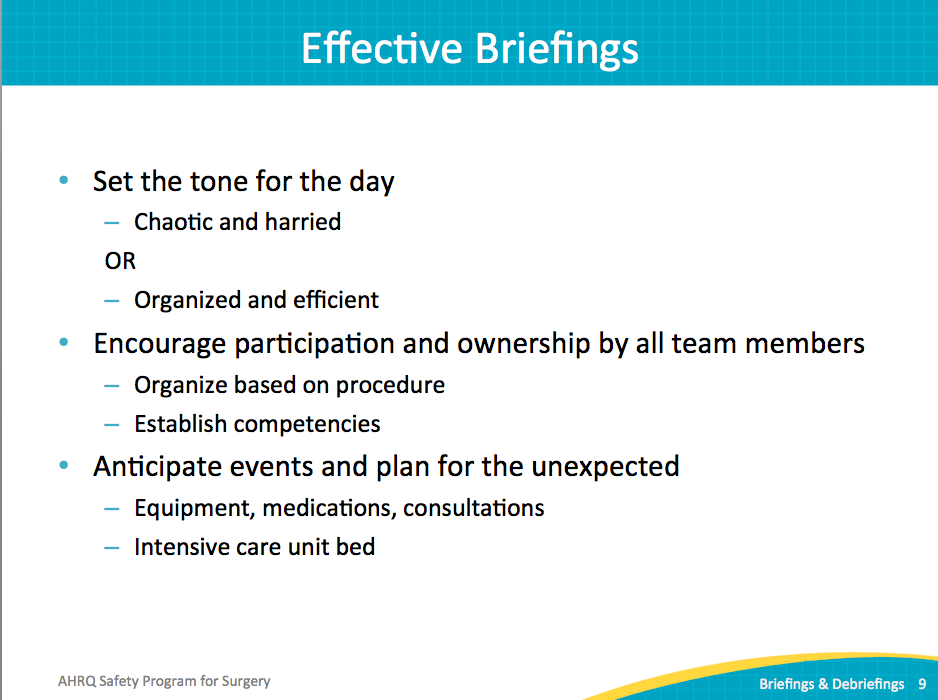 Effective Briefings
• Set the tone for the day
– Chaotic and harried
OR
– Organized and efficient
• Encourage participation and ownership by all team members
– Organize based on procedure
– Establish competencies
• Anticipate events and plan for the unexpected
– Equipment, medications, consultations
– Intensive care unit bed
AHRQ Safety Program for Surgery
Briefings & Debriefings 9